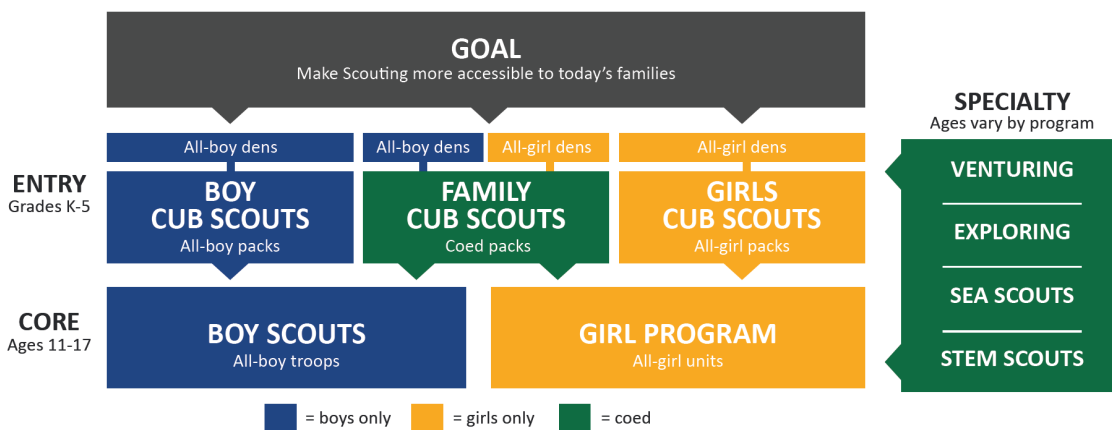 GOAL
Make Scouting more accessible to today’s families
SPECIALTY
Ages vary by program
All-boy dens
All-boy dens
All-girl dens
All-girl dens
ENTRY
Grades K-5
BOY
CUB SCOUTS
All-boy packs
FAMILY
CUB SCOUTS
Coed packs
GIRLS
CUB SCOUTS
All-girl packs
VENTURING
EXPLORING
SEA SCOUTS
STEM SCOUTS
CORE
Ages 11-17
BOY SCOUTS
All-boy troops
GIRL PROGRAM
All-girl units
= boys only
= girls only
= coed